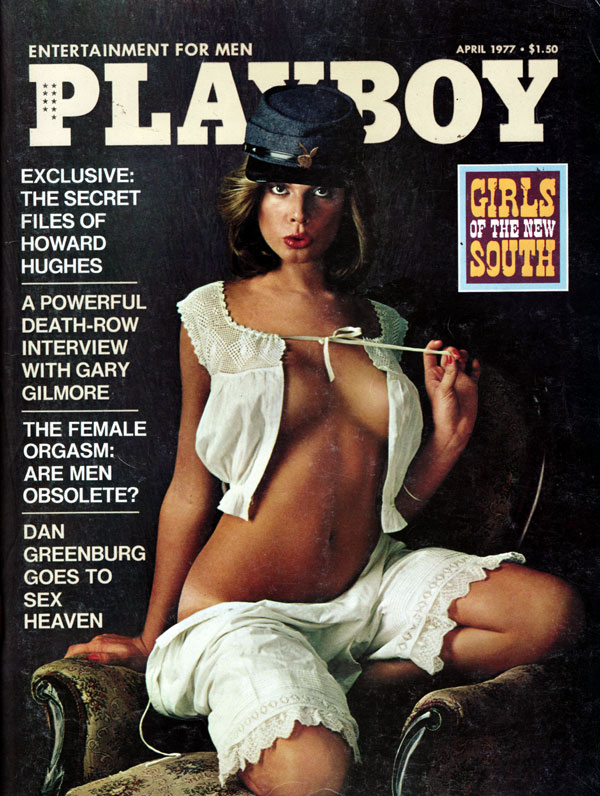 ENTERTAINMENT FOR MEN
APRIL 1977 • $1.50
PLAYBOY
EXCLUSIVE:
THE SECRET
FILES OF
HOWARD
HUGHES
A POWERFUL
DEATH-ROW
INTERVIEW
WITH GARY
GILMORE
THE FEMALE
ORGASM:
ARE MEN
OBSOLETE?
DAN
GREENBURG
GOES TO
SEX
HEAVEN
GIRLS
OF THE NEW
SOUTH